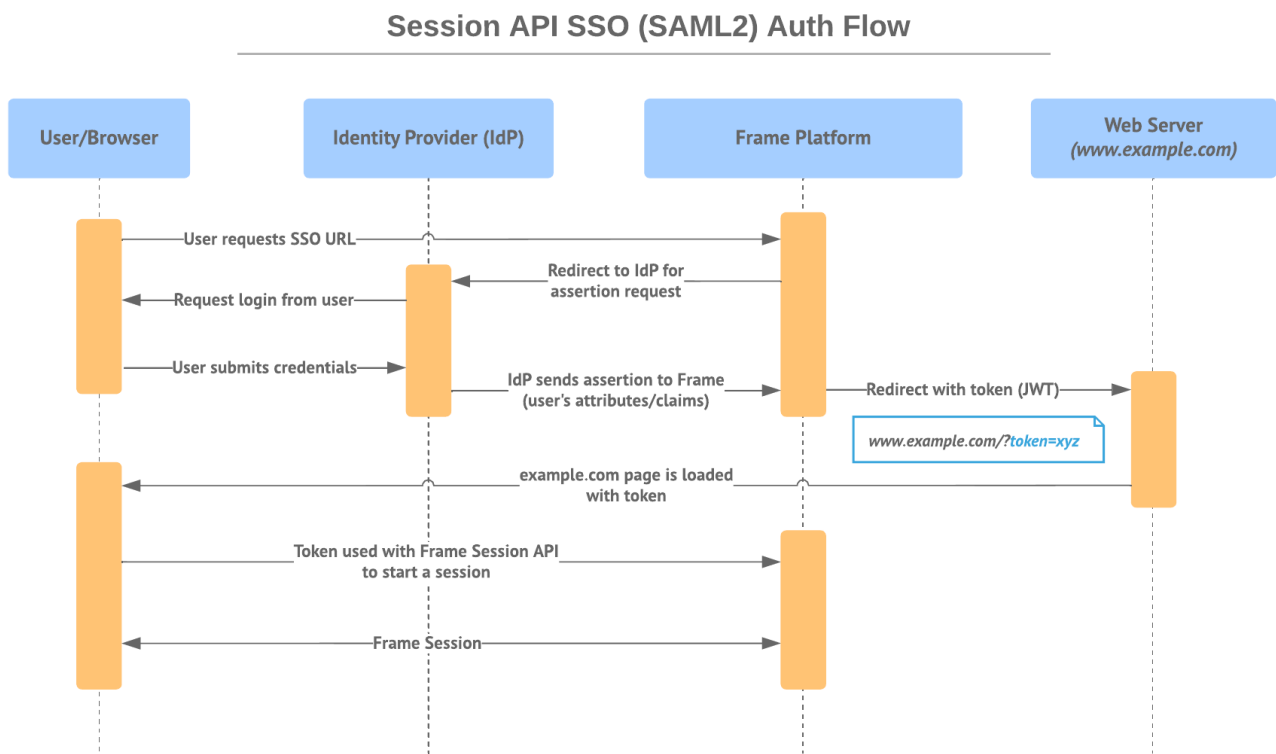 Session API SSO (SAML2) Auth Flow
User/Browser
Identity Provider (IdP)
Frame Platform
Web Server
(www.example.com)
User requests SSO URL
Redirect to IdP for
assertion request
Request login from user
User submits credentials
IdP sends assertion to Frame
(user's attributes/claims)
Redirect with token (JWT)
www.example.com/?token=xyz
example.com page is loaded
with token
Token used with Frame Session API
to start a session
Frame Session